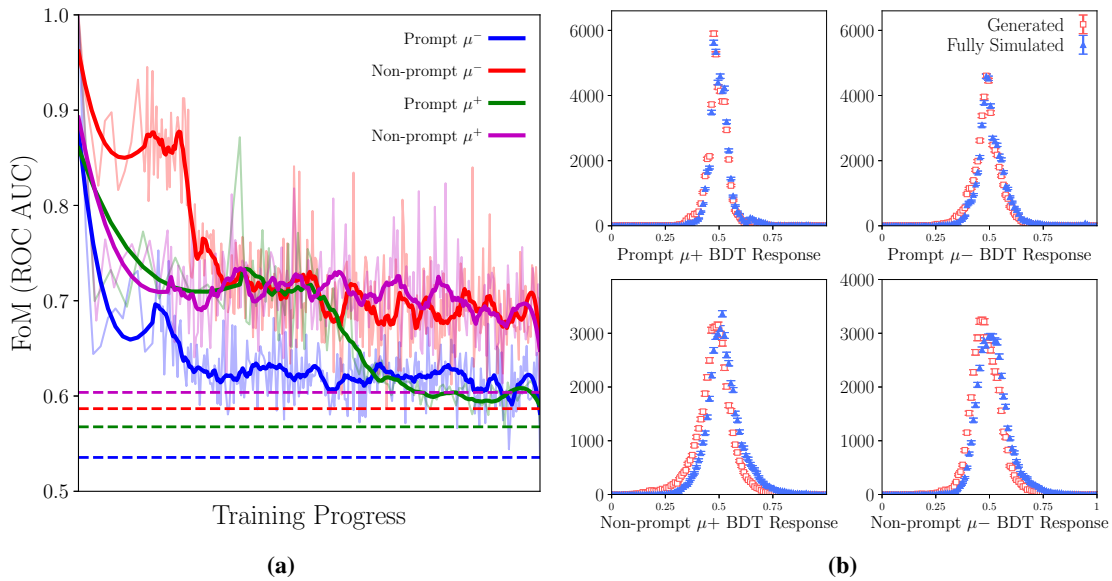 1.0
0.9
0.8
0.7
0.6
0.5
FoM (ROC AUC)
Training Progress
Prompt μ⁻
Non-prompt μ⁻
Prompt μ⁺
Non-prompt μ⁺
(a)
6000
4000
2000
0
0 0.25 0.5 0.75
Prompt μ+ BDT Response
Generated
Fully Simulated
6000
4000
2000
0
0 0.25 0.5 0.75
Prompt μ− BDT Response
3000
2000
1000
0
0 0.25 0.5 0.75
Non-prompt μ+ BDT Response
4000
3000
2000
1000
0
0 0.25 0.5 0.75 1
Non-prompt μ− BDT Response
(b)